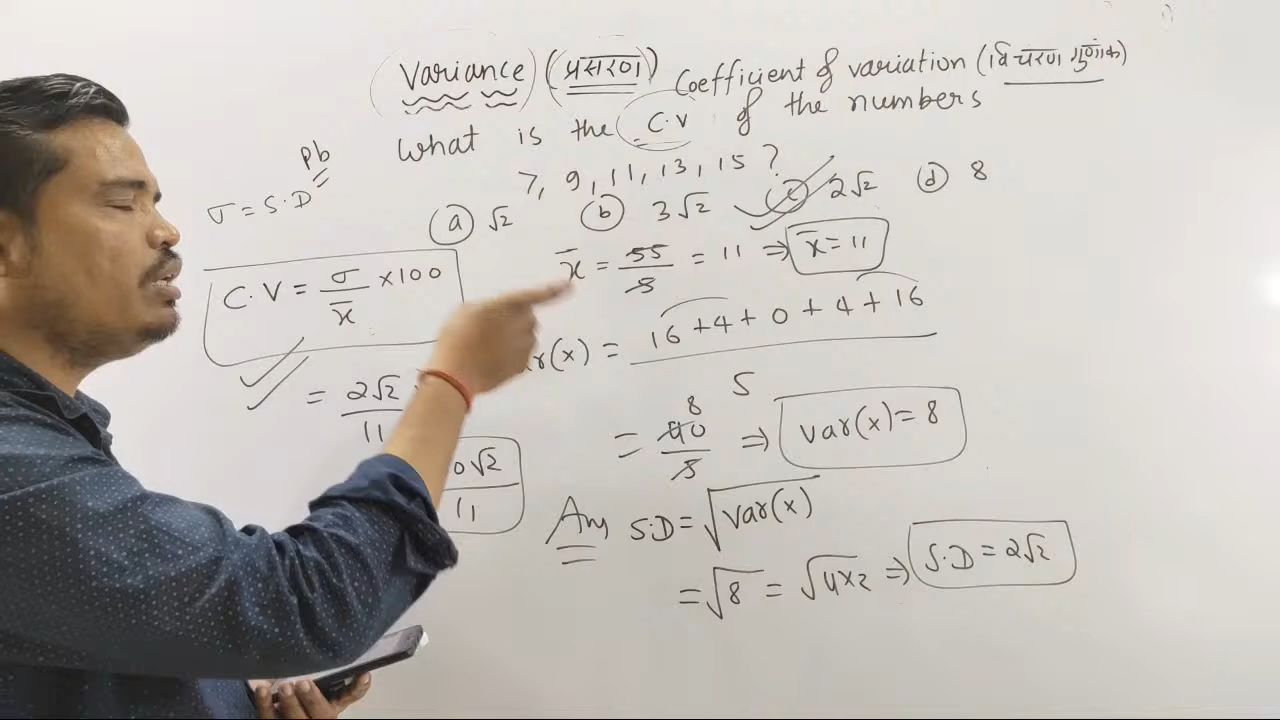 Variance (प्रसरण) Coefficient of variation (विचरण गुणांक)
pb What is the C.V of the numbers
7, 9, 11, 13, 15 ?
σ = S.D
(a) √2 (b) 3√2 (c) 2√2 (d) 8
x̄ = 55/5 = 11 ⇒ x̄ = 11
C.V = σ/x̄ ×100
ar(x) = 16 + 4 + 0 + 4 + 16 / 5
= 2√2 / 11
= 40/5 8 ⇒ var(x) = 8
0√2 / 11
Ans S.D = √var(x)
= √8 = √4×2 ⇒ S.D = 2√2